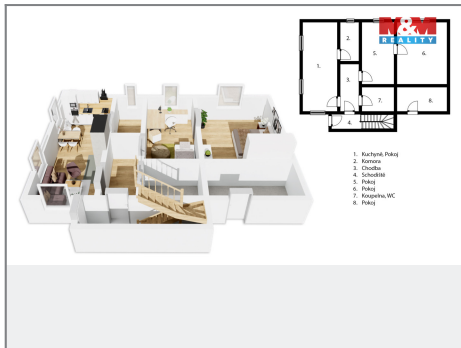 M&M
REALITY
1.
2.
3.
4.
5.
6.
7.
8.
1. Kuchyně, Pokoj
2. Komora
3. Chodba
4. Schodiště
5. Pokoj
6. Pokoj
7. Koupelna, WC
8. Pokoj